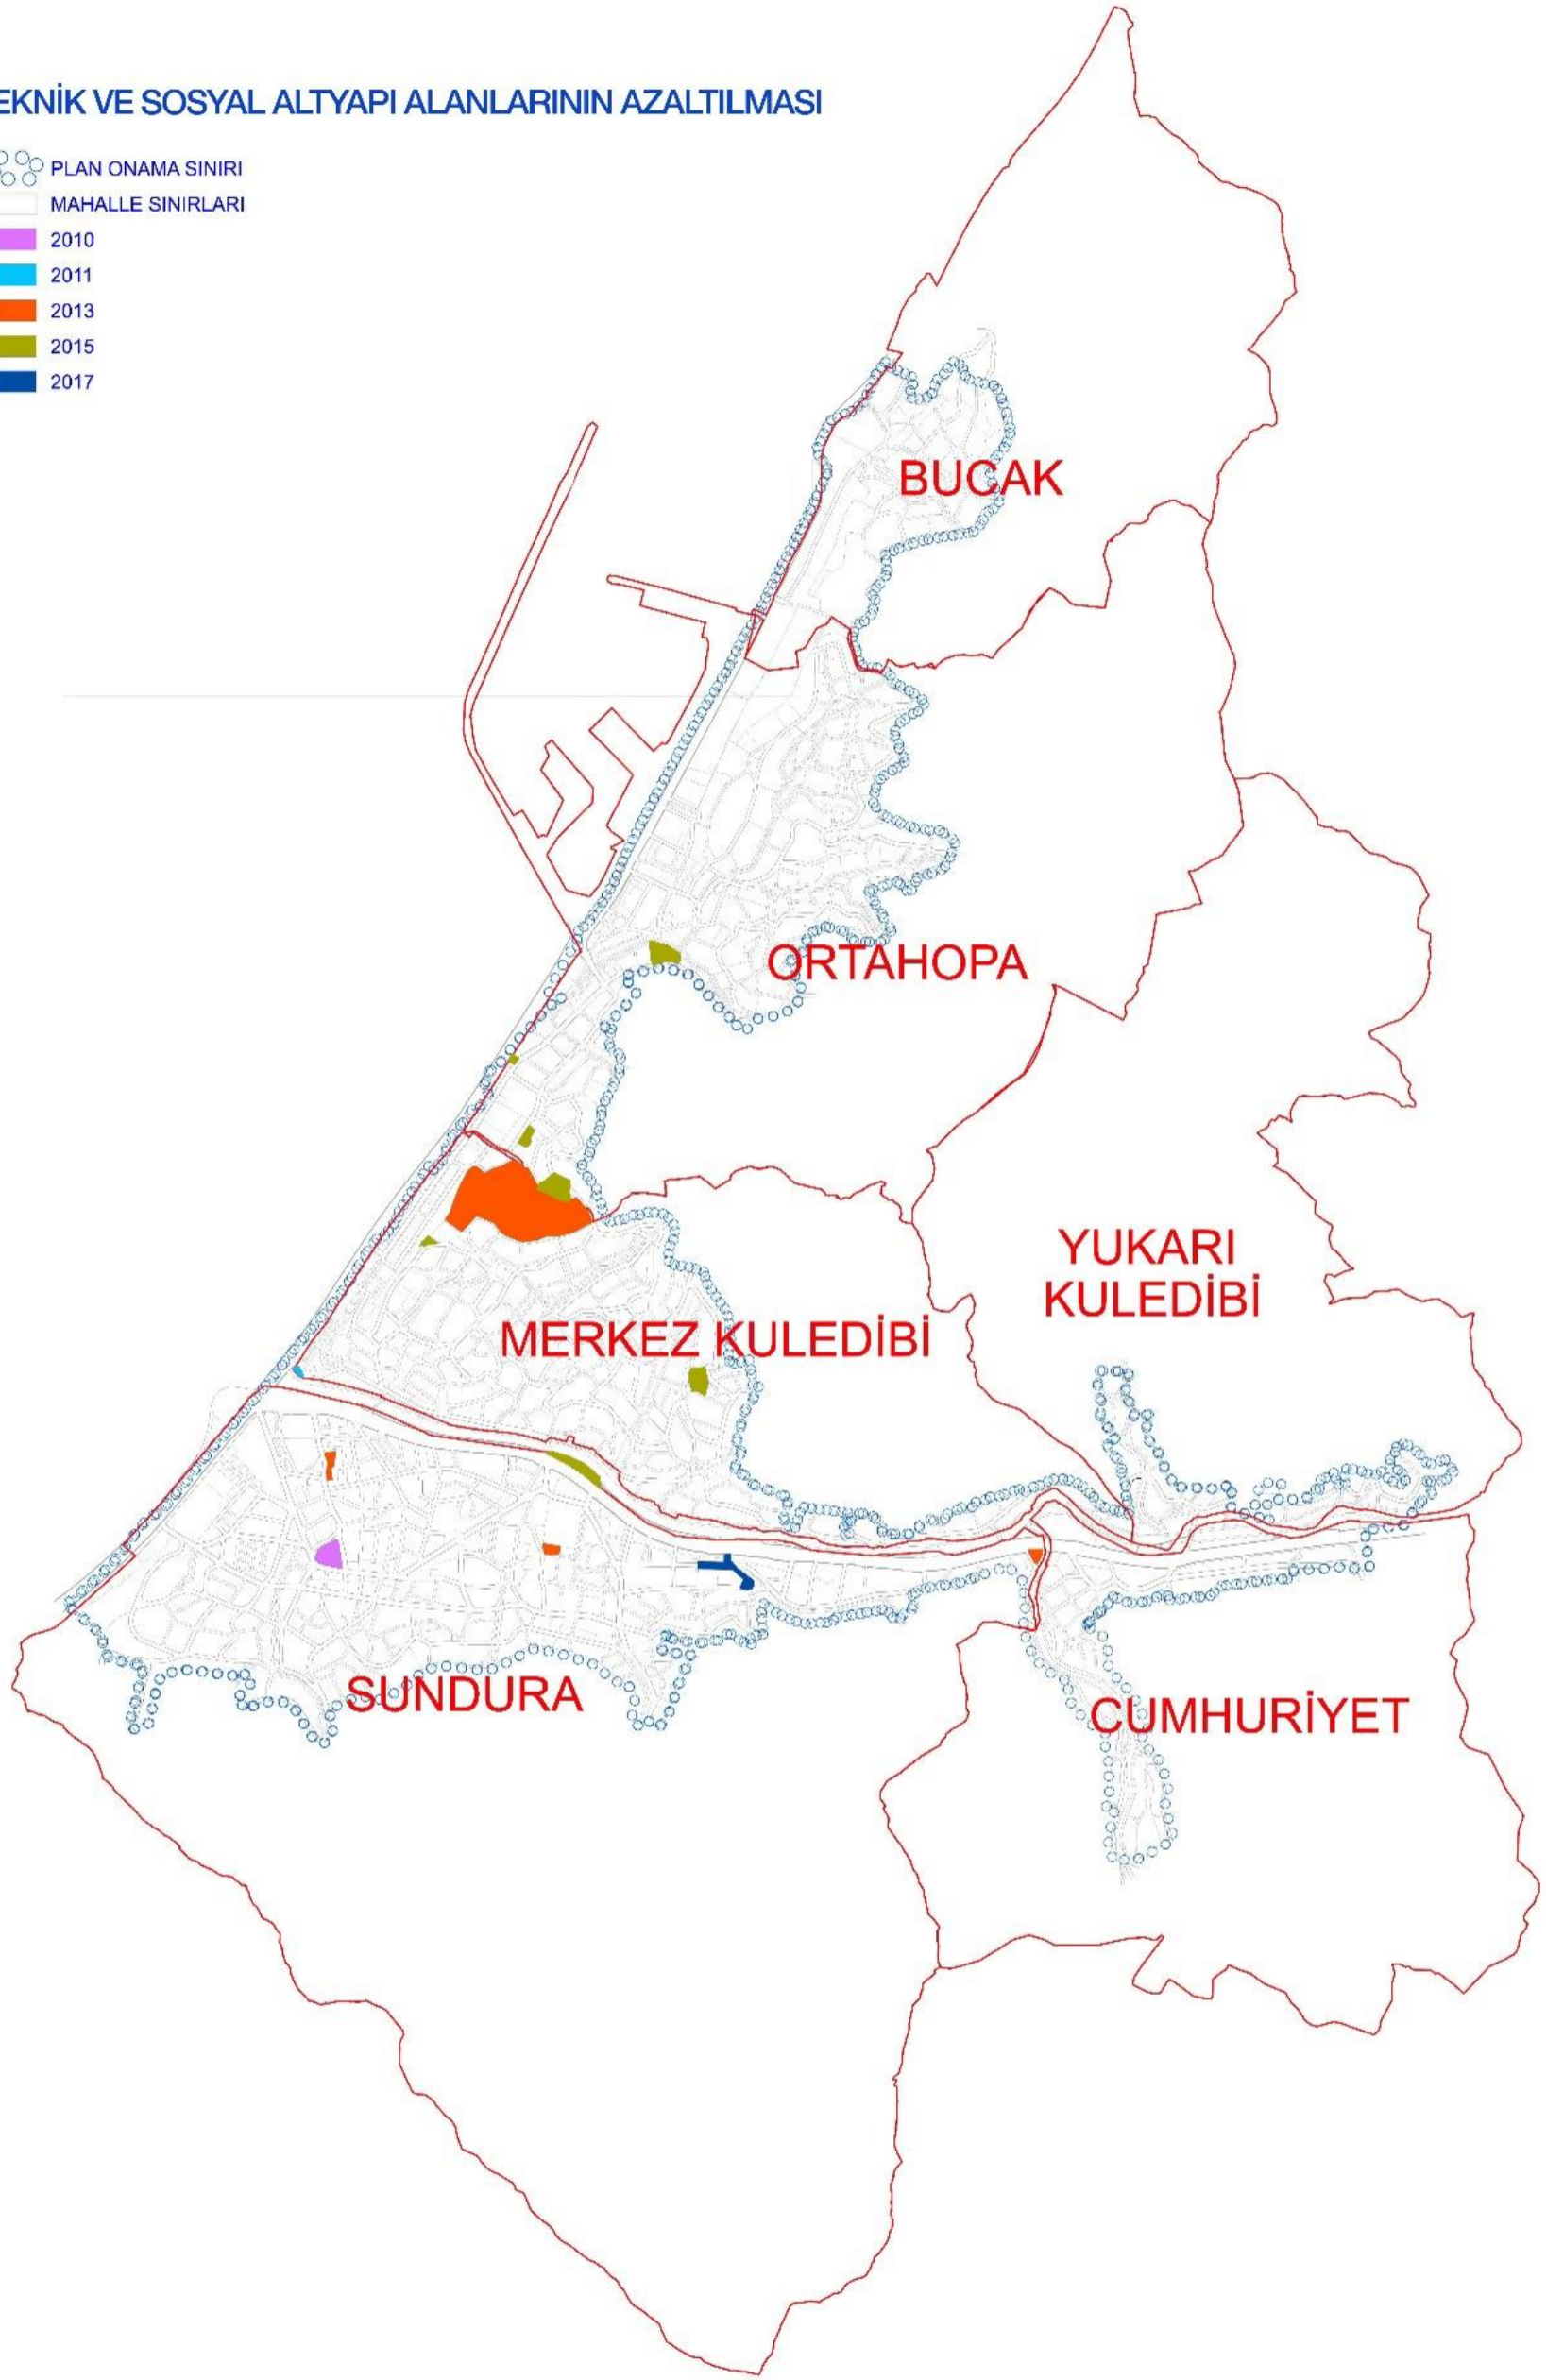 EKNİK VE SOSYAL ALTYAPI ALANLARININ AZALTILMASI
PLAN ONAMA SINIRI
MAHALLE SINIRLARI
2010
2011
2013
2015
2017
BUCAK
ORTAHOPA
YUKARI
KULEDİBİ
MERKEZ KULEDİBİ
SUNDURA
CUMHURİYET